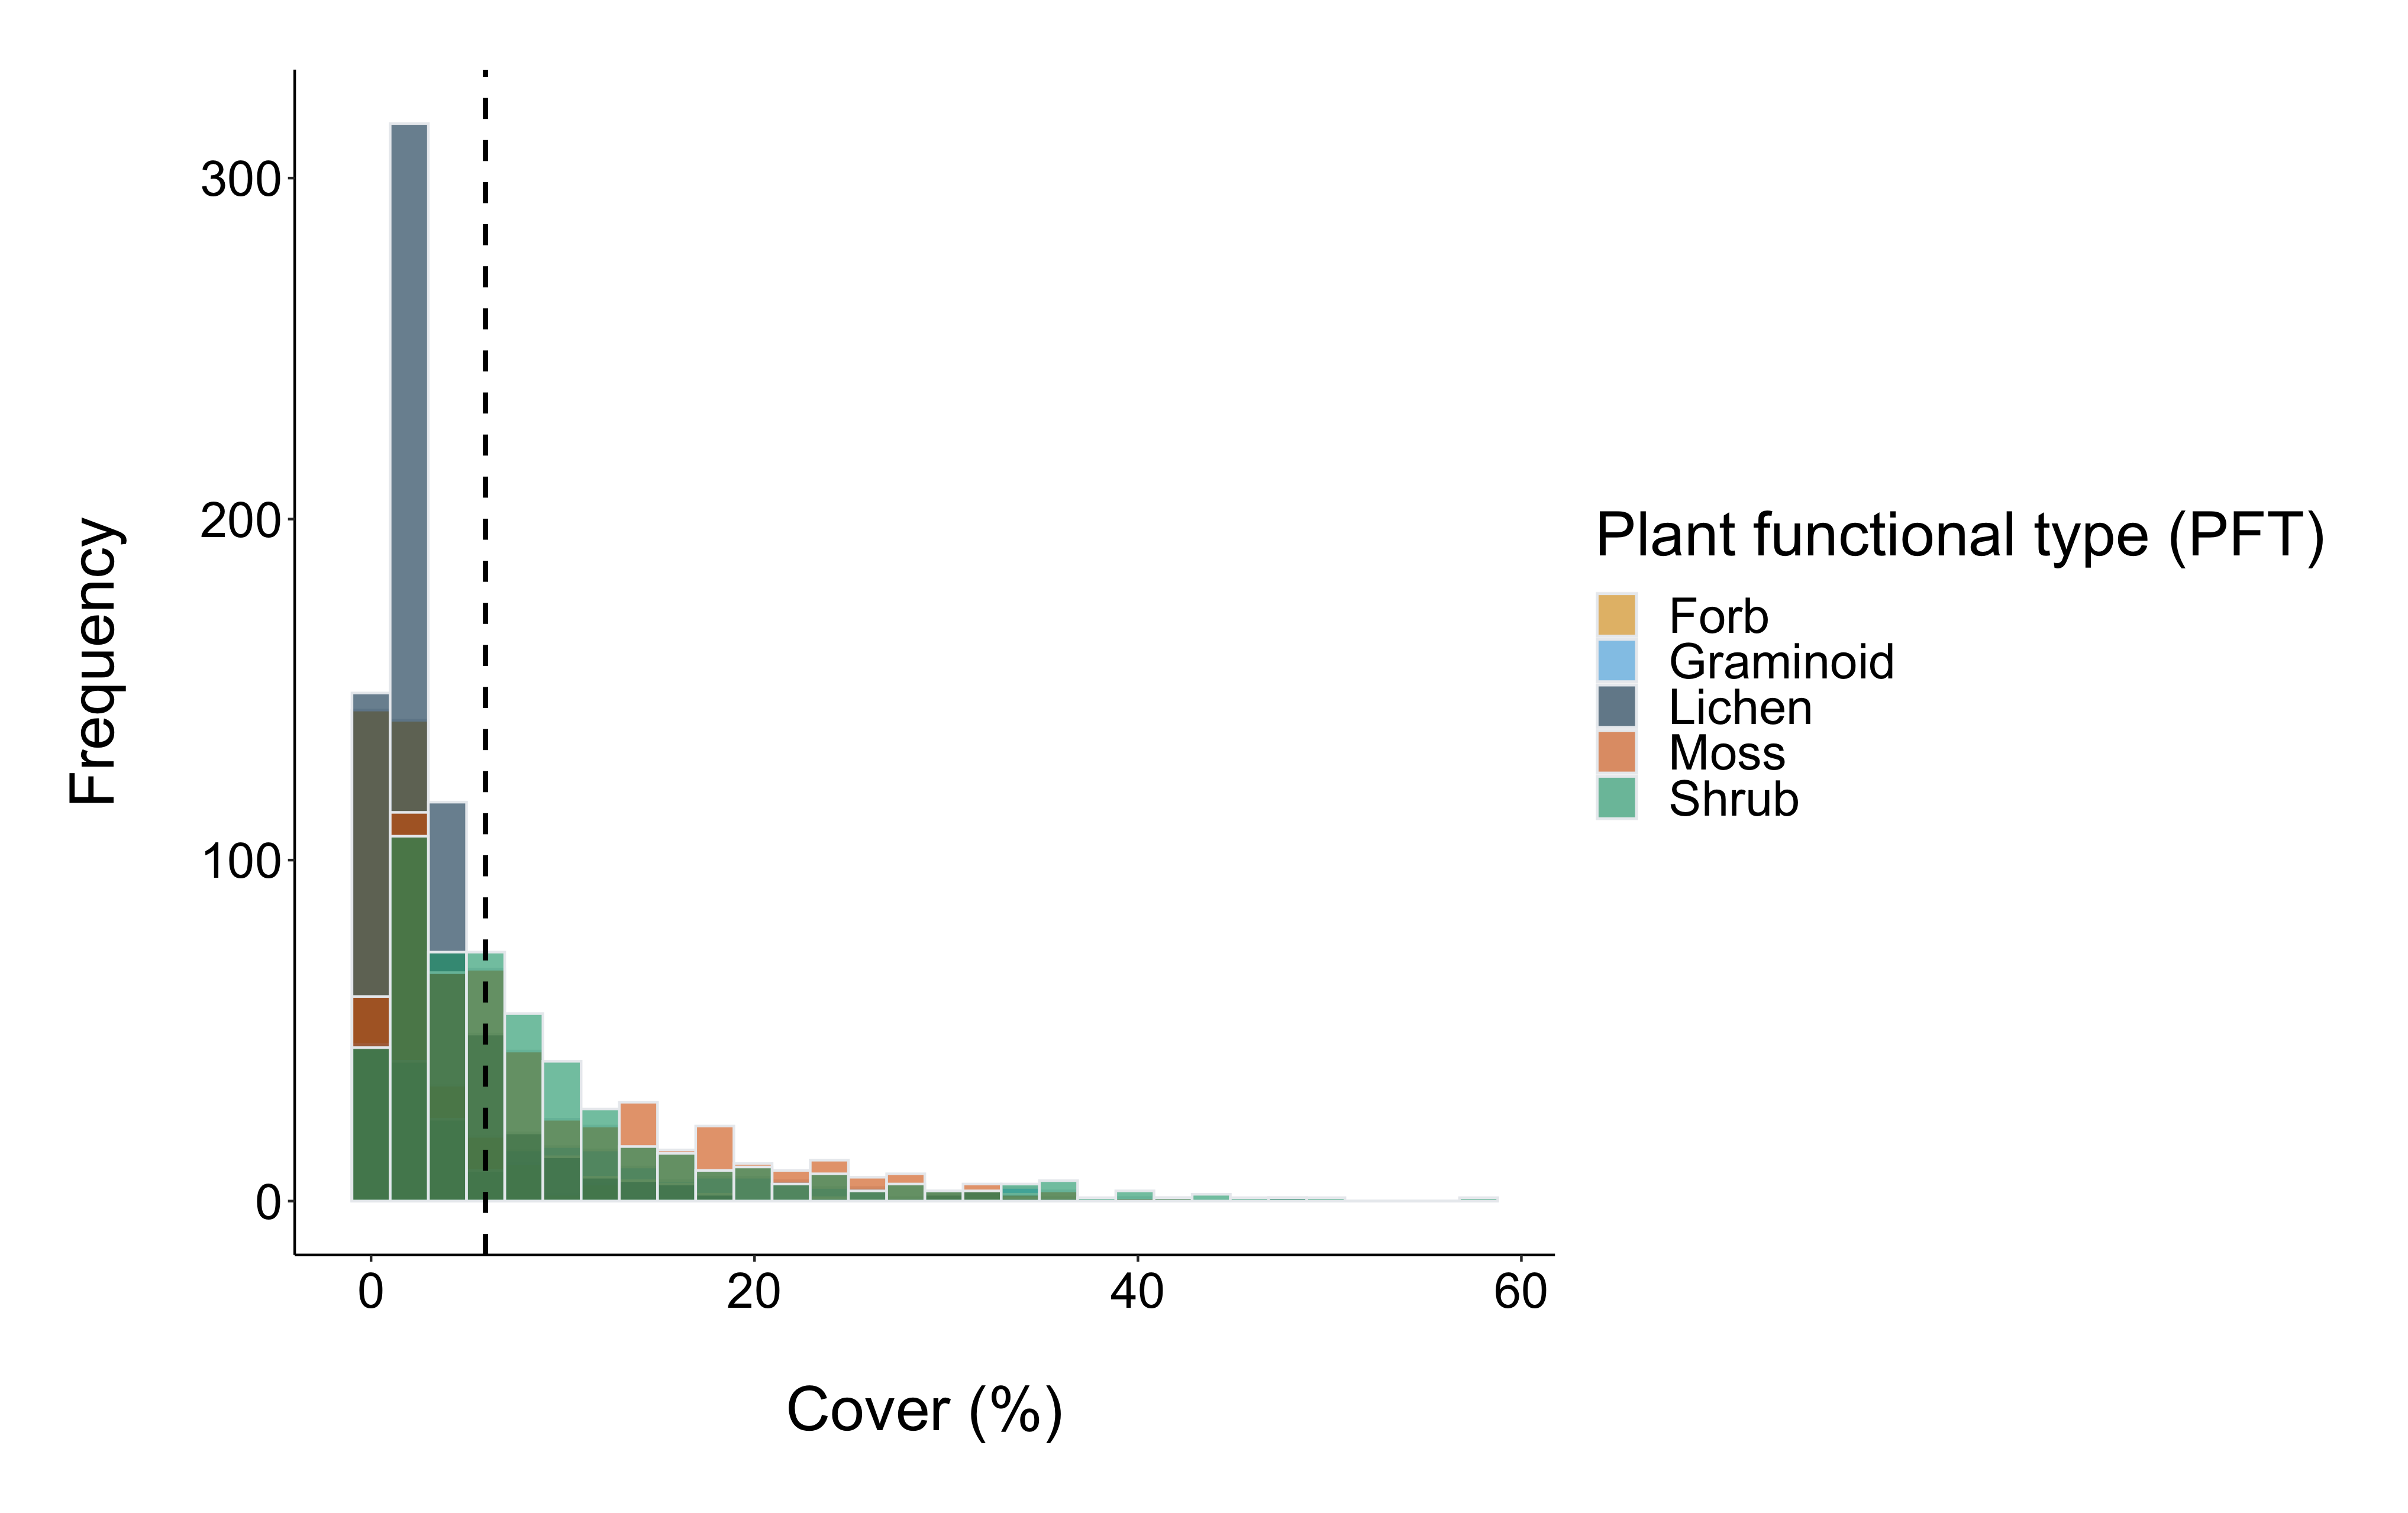 300
200
100
0
Frequency
0 20 40 60
Cover (%)
Plant functional type (PFT)
Forb
Graminoid
Lichen
Moss
Shrub